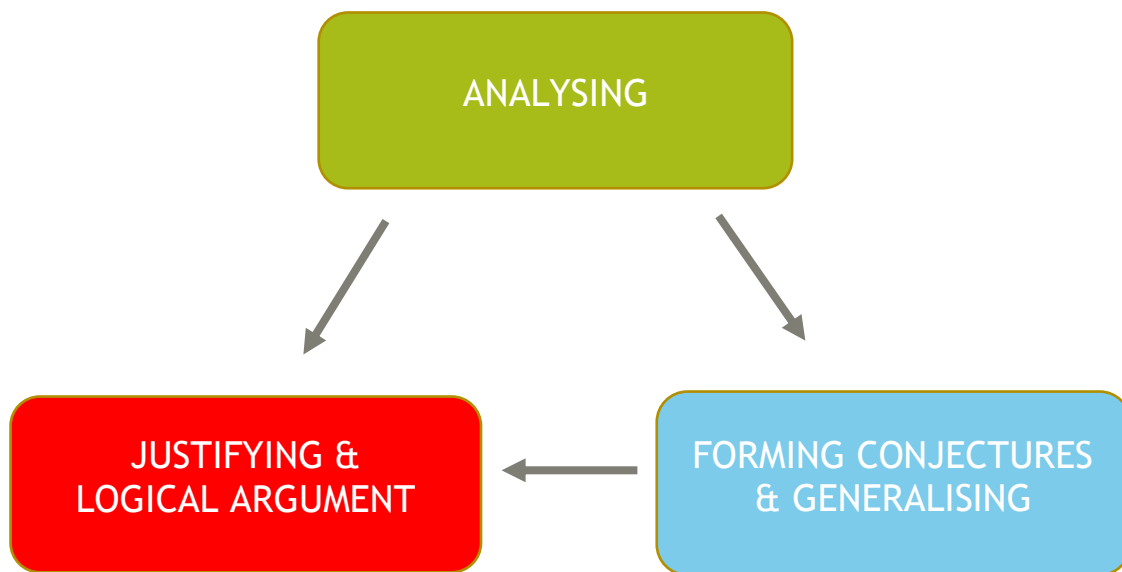 ANALYSING
JUSTIFYING &
LOGICAL ARGUMENT
FORMING CONJECTURES
& GENERALISING